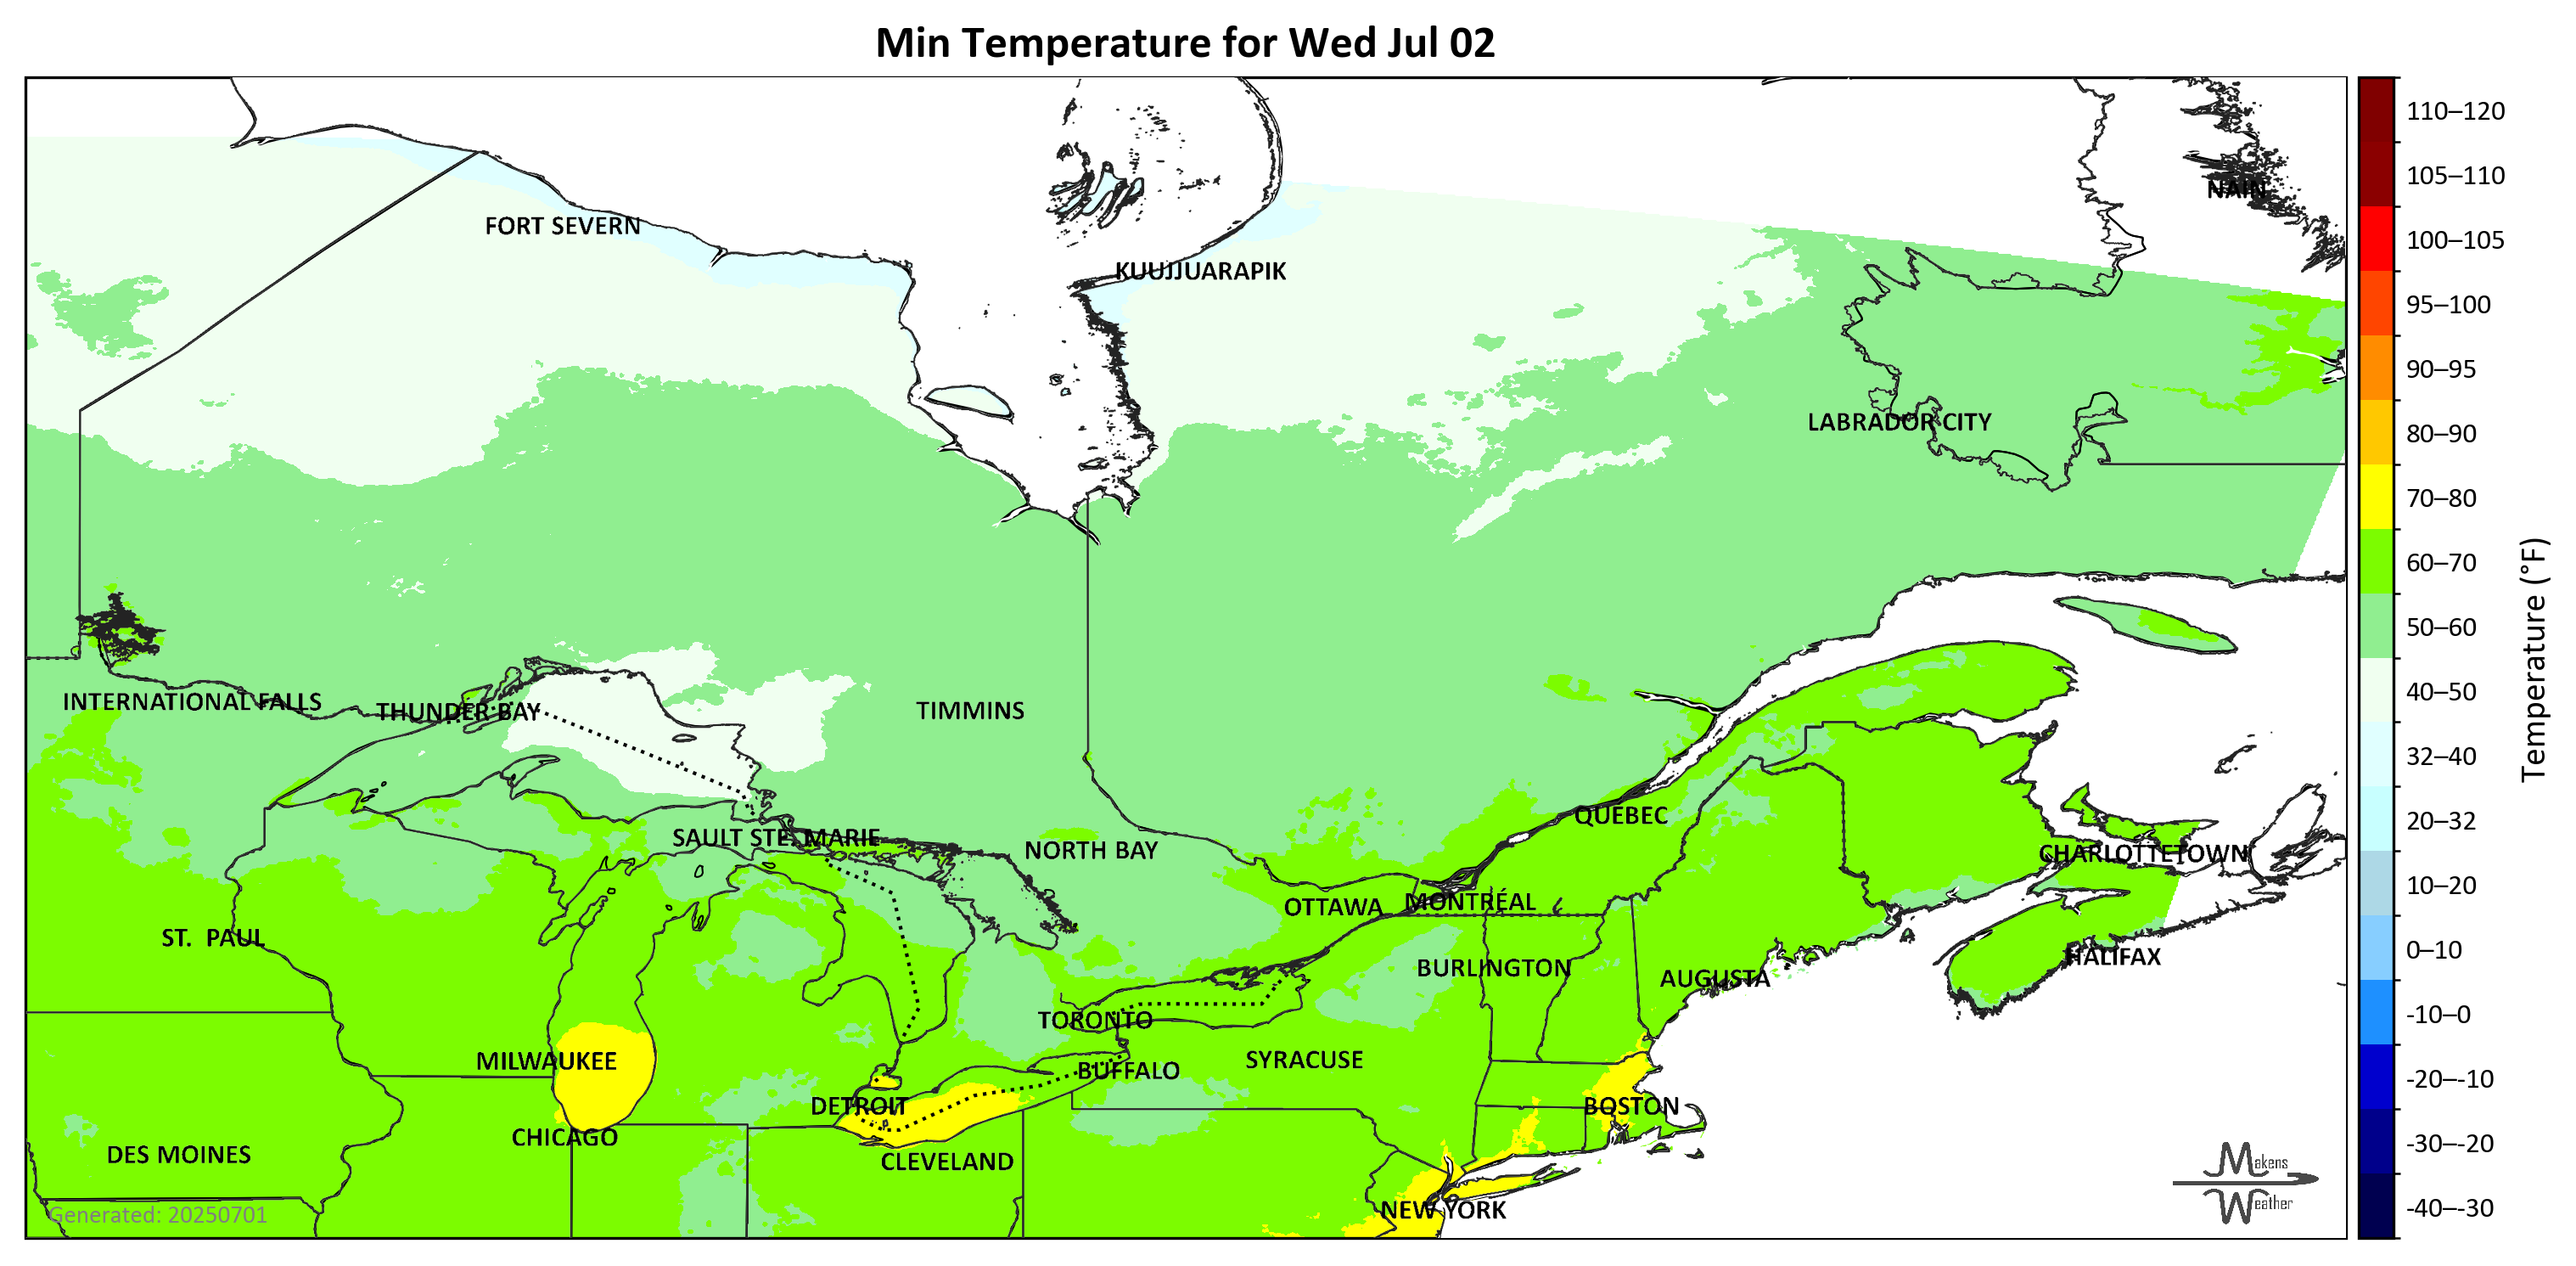 Min Temperature for Wed Jul 02
110–120
105–110
100–105
95–100
90–95
80–90
70–80
60–70
50–60
40–50
32–40
20–32
10–20
0–10
-10–0
-20–-10
-30–-20
-40–-30
Temperature (°F)
NAIN
FORT SEVERN
KUUJJUARAPIK
LABRADOR CITY
INTERNATIONAL FALLS
THUNDER BAY
TIMMINS
QUÉBEC
SAULT STE. MARIE
NORTH BAY
CHARLOTTETOWN
OTTAWA
MONTRÉAL
ST. PAUL
HALIFAX
BURLINGTON
AUGUSTA
TORONTO
MILWAUKEE
SYRACUSE
BUFFALO
DETROIT
BOSTON
CHICAGO
DES MOINES
CLEVELAND
NEW YORK
Generated: 20250701
Makens
Weather